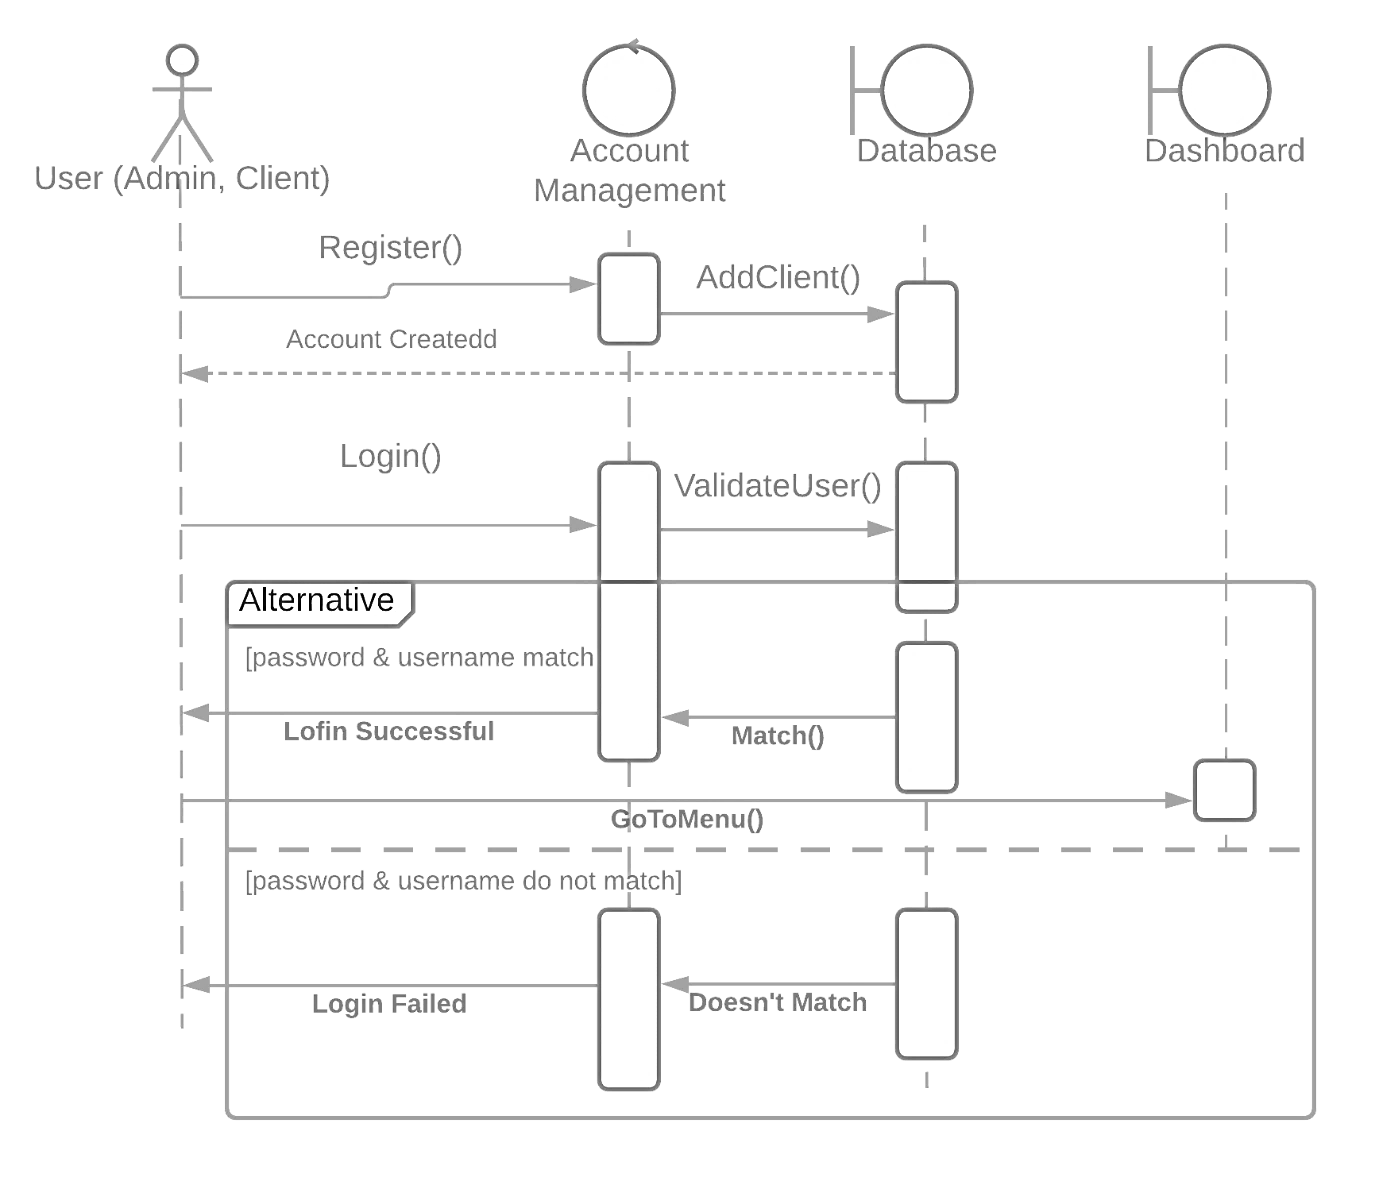 User (Admin, Client)
Account
Management
Database
Dashboard
Register()
AddClient()
Account Createdd
Login()
ValidateUser()
Alternative
[password & username match
Lofin Successful
Match()
GoToMenu()
[password & username do not match]
Login Failed
Doesn't Match